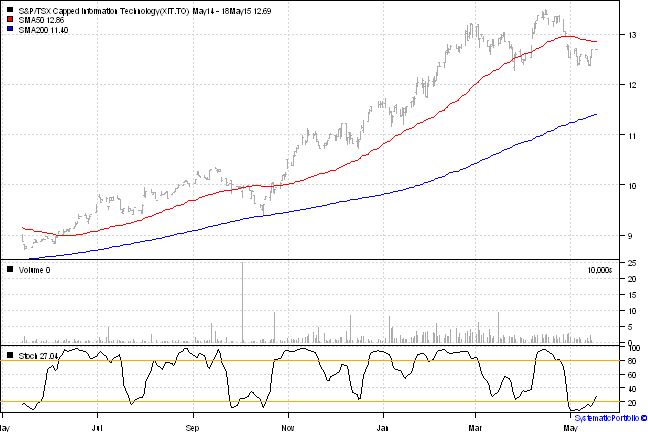 S&P/TSX Capped Information Technology(XIT.TO) May14 - 18May15 12.69
SMA50 12.86
SMA200 11.40
13
12
11
10
9
Volume 0
10,000s
25
20
15
10
5
0
Stoch 27.04
100
80
60
40
20
May Jul Sep Nov Jan Mar May
SystematicPortfolio ©